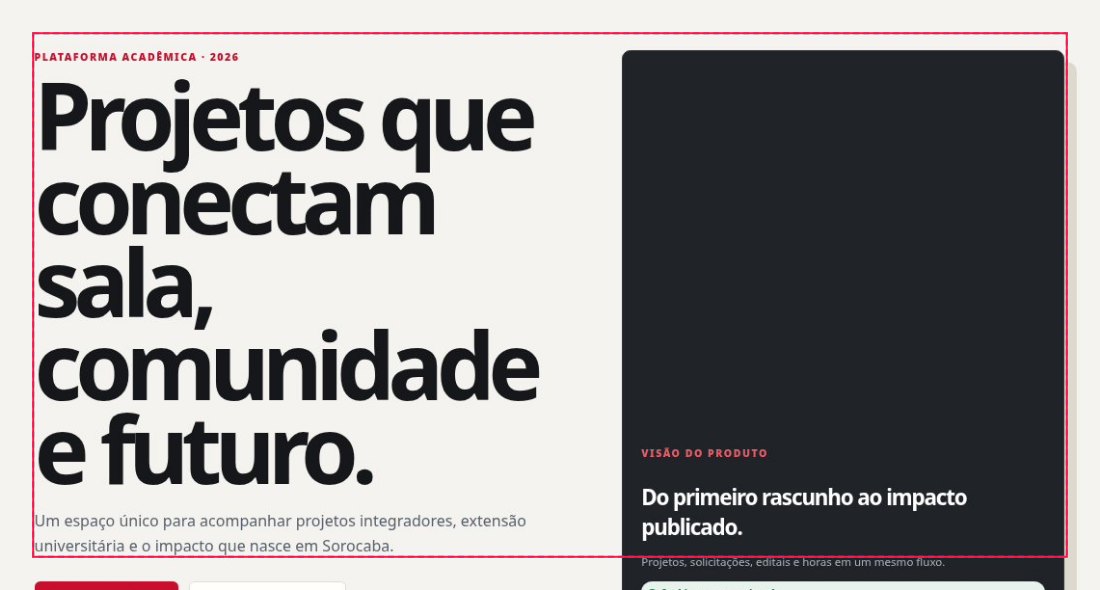 PLATAFORMA ACADÊMICA · 2026
Projetos que
conectam
sala,
comunidade
e futuro.
Um espaço único para acompanhar projetos integradores, extensão
universitária e o impacto que nasce em Sorocaba.
VISÃO DO PRODUTO
Do primeiro rascunho ao impacto
publicado.
Projetos, solicitações, editais e horas em um mesmo fluxo.